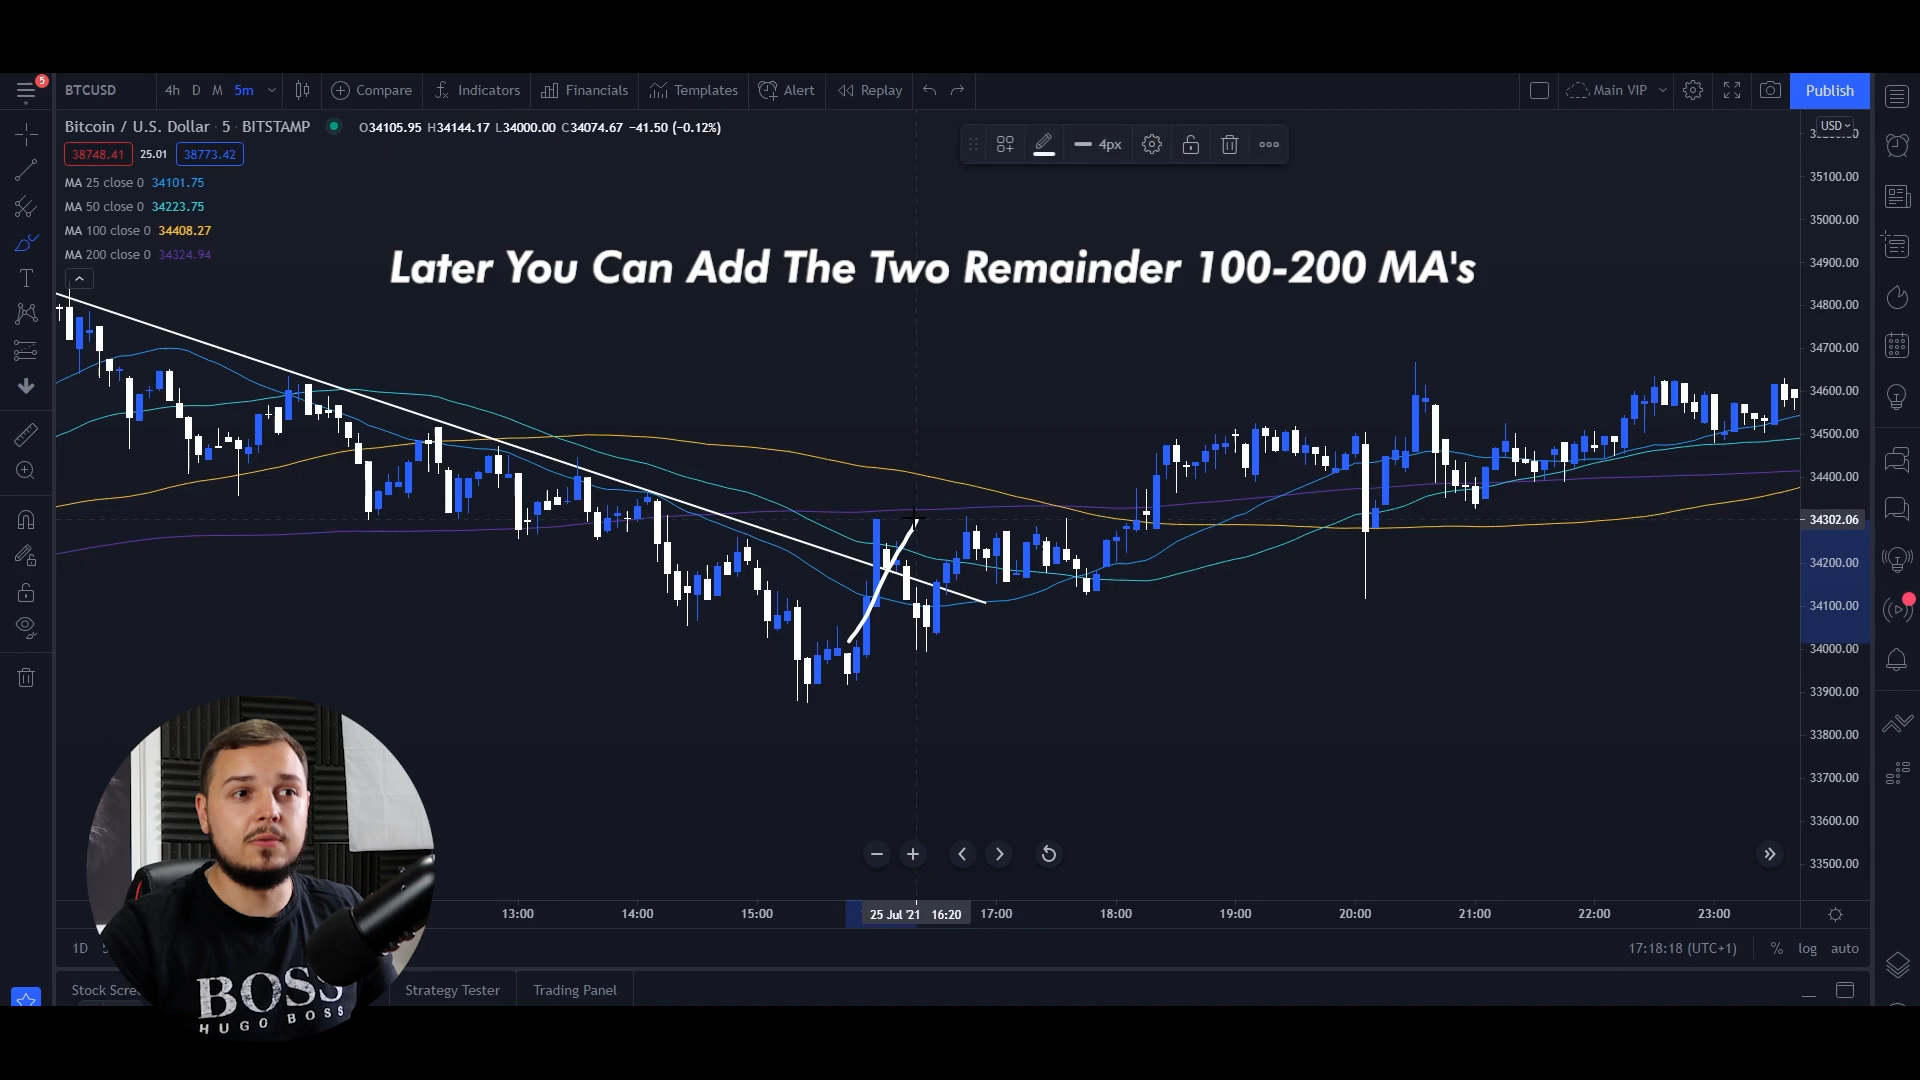 5
BTCUSD 4h D M 5m Compare Indicators Financials Templates Alert Replay Main VIP Publish
Bitcoin / U.S. Dollar · 5 · BITSTAMP O34105.95 H34144.17 L34000.00 C34074.67 −41.50 (−0.12%)
USD
4px
38748.41 25.01 38773.42
MA 25 close 0 34101.75
MA 50 close 0 34223.75
MA 100 close 0 34408.27
MA 200 close 0 34324.94
Later You Can Add The Two Remainder 100-200 MA's
35100.00
35000.00
34900.00
34800.00
34700.00
34600.00
34500.00
34400.00
34302.06
34200.00
34100.00
34000.00
33900.00
33800.00
33700.00
33600.00
33500.00
13:00 14:00 15:00 25 Jul '21 16:20 17:00 18:00 19:00 20:00 21:00 22:00 23:00
1D 17:18:18 (UTC+1) % log auto
Stock Scre Strategy Tester Trading Panel
BOSS
HUGO BOSS